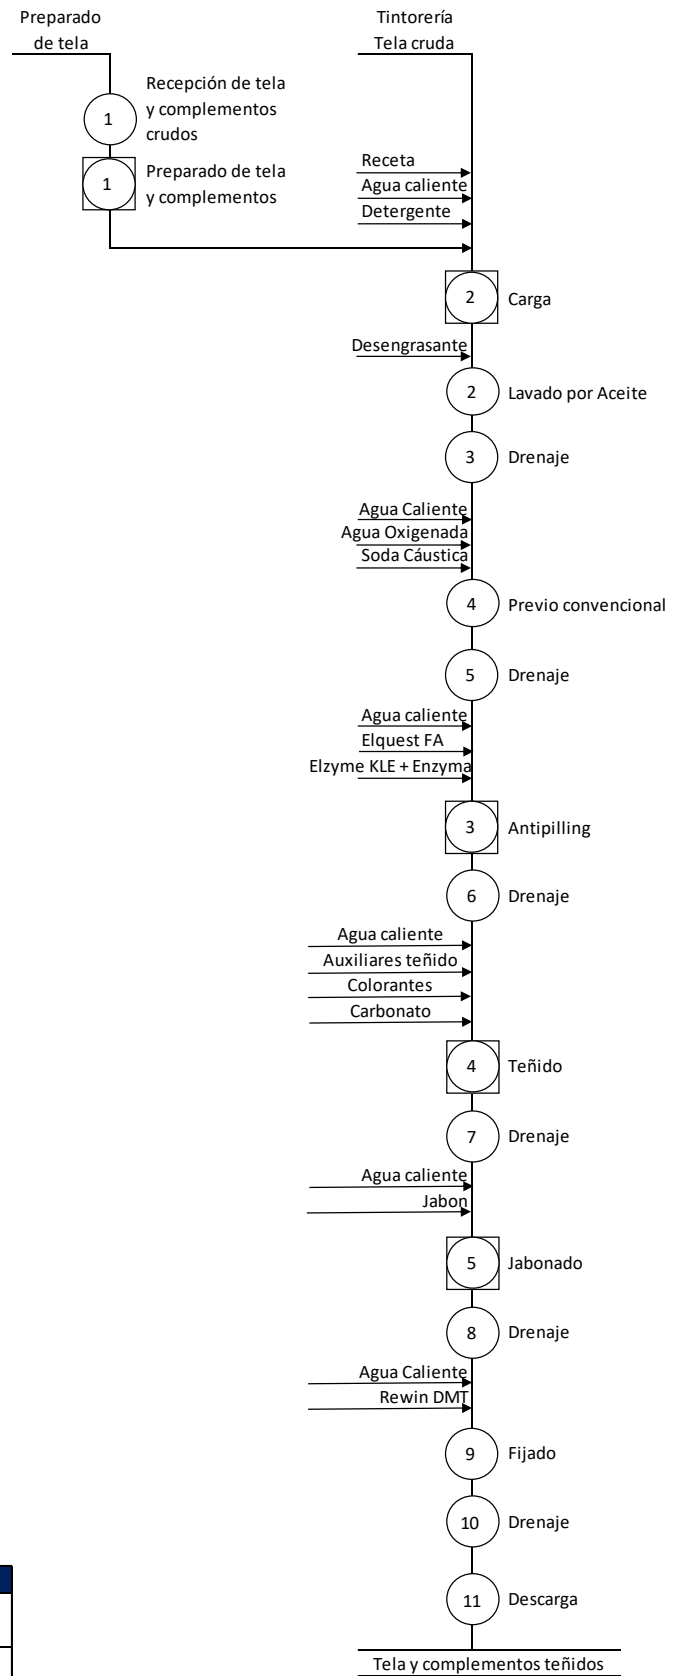 Preparado
de tela
Tintorería
Tela cruda
1
Recepción de tela
y complementos
crudos
1
Preparado de tela
y complementos
Receta
Agua caliente
Detergente
2
Carga
Desengrasante
2
Lavado por Aceite
3
Drenaje
Agua Caliente
Agua Oxigenada
Soda Cáustica
4
Previo convencional
5
Drenaje
Agua caliente
Elquest FA
Elzyme KLE + Enzyma
3
Antipilling
6
Drenaje
Agua caliente
Auxiliares teñido
Colorantes
Carbonato
4
Teñido
7
Drenaje
Agua caliente
Jabon
5
Jabonado
8
Drenaje
Agua Caliente
Rewin DMT
9
Fijado
10
Drenaje
11
Descarga
Tela y complementos teñidos